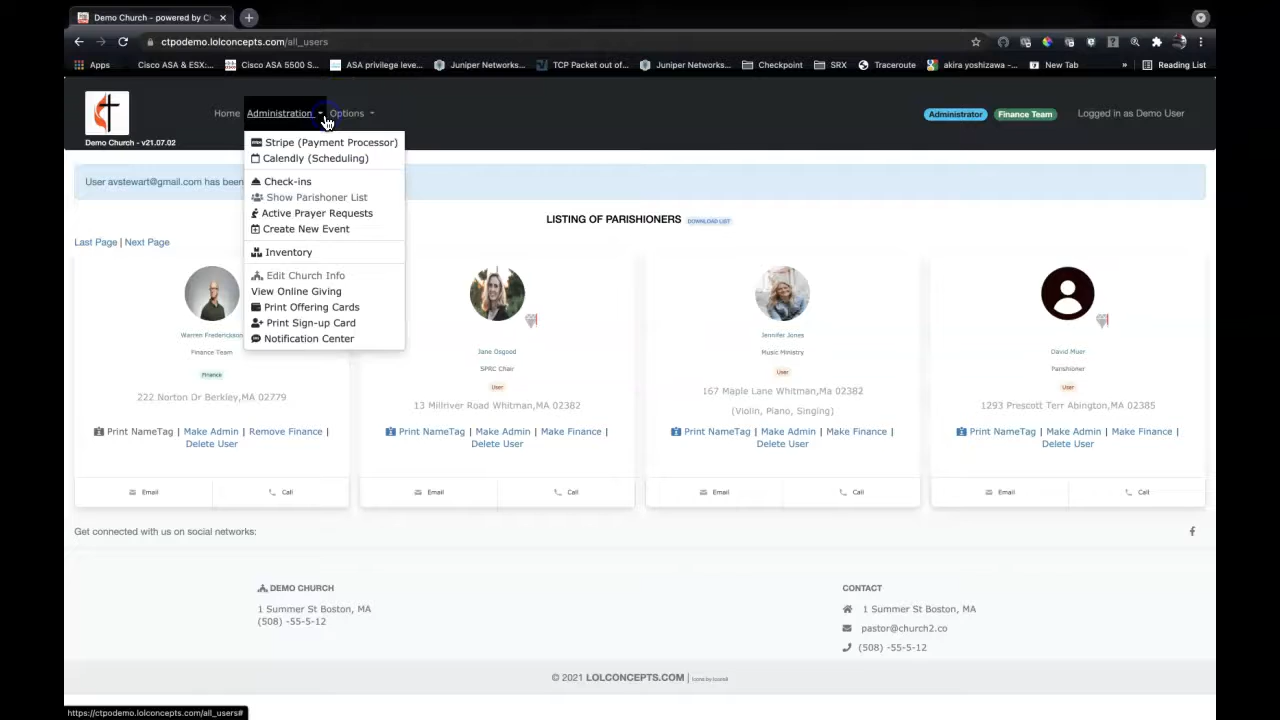 Demo Church - powered by C
ctpodemo.lolconcepts.com/all_users
Apps
Cisco ASA & ESX:...
Cisco ASA 5500 S...
ASA privilege leve...
Juniper Networks...
TCP Packet out of...
Juniper Networks...
Checkpoint
SRX
Traceroute
akira yoshizawa -...
New Tab
»
Reading List
Home
Administration
Options
Administrator
Finance Team
Logged in as Demo User
Demo Church - v21.07.02
Stripe (Payment Processor)
Calendly (Scheduling)
Check-ins
Show Parishoner List
Active Prayer Requests
Create New Event
Inventory
Edit Church Info
View Online Giving
Print Offering Cards
Print Sign-up Card
Notification Center
User avstewart@gmail.com has been
LISTING OF PARISHIONERS DOWNLOAD LIST
Last Page | Next Page
Warren Fredericksson
Finance Team
Finance
222 Norton Dr Berkley,MA 02779
Print NameTag | Make Admin | Remove Finance |
Delete User
Email
Call
Jane Osgood
SPRC Chair
User
13 Millriver Road Whitman,MA 02382
Print NameTag | Make Admin | Make Finance |
Delete User
Email
Call
Jennifer Jones
Music Ministry
User
167 Maple Lane Whitman,Ma 02382
(Violin, Piano, Singing)
Print NameTag | Make Admin | Make Finance |
Delete User
Email
Call
David Muer
Parishioner
User
1293 Prescott Terr Abington,MA 02385
Print NameTag | Make Admin | Make Finance |
Delete User
Email
Call
Get connected with us on social networks:
DEMO CHURCH
1 Summer St Boston, MA
(508) -55-5-12
CONTACT
1 Summer St Boston, MA
pastor@church2.co
(508) -55-5-12
© 2021 LOLCONCEPTS.COM | Icons by Icons8
https://ctpodemo.lolconcepts.com/all_users#